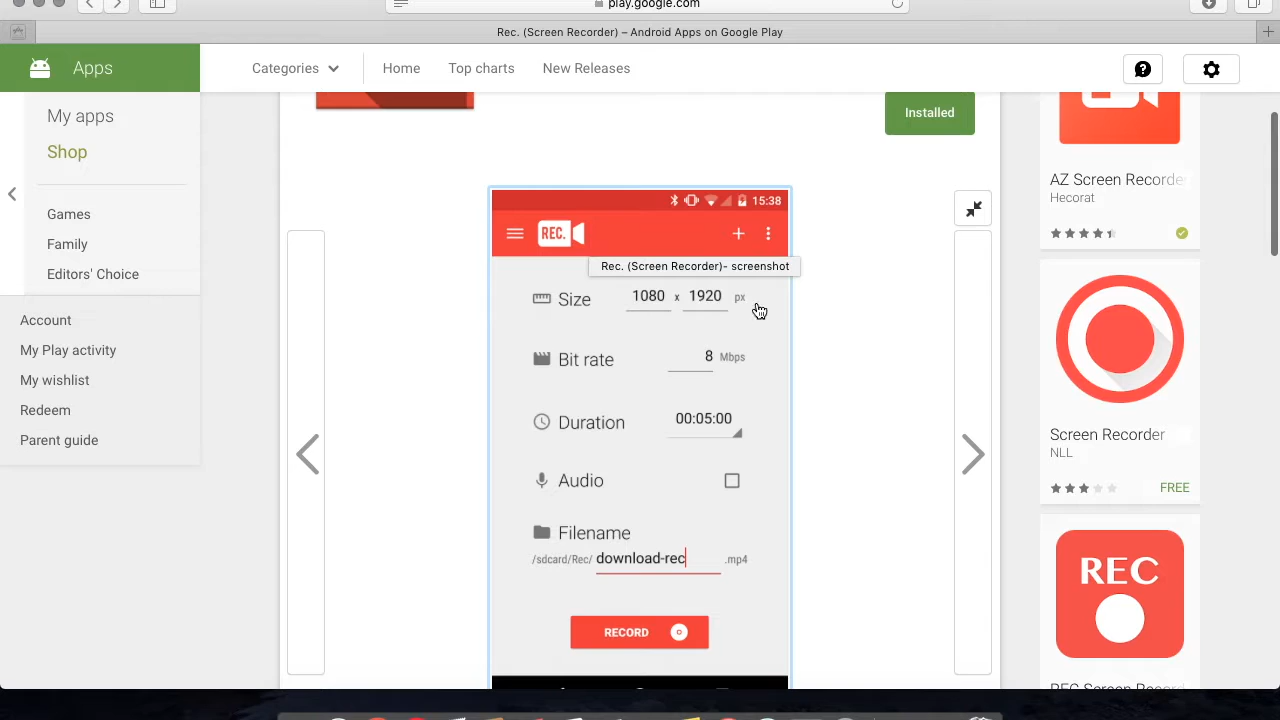 play.google.com
Rec. (Screen Recorder) – Android Apps on Google Play
Apps
Categories
Home
Top charts
New Releases
My apps
Shop
Games
Family
Editors' Choice
Account
My Play activity
My wishlist
Redeem
Parent guide
Installed
15:38
REC.
Rec. (Screen Recorder)- screenshot
Size 1080 x 1920 px
Bit rate 8 Mbps
Duration 00:05:00
Audio
Filename
/sdcard/Rec/ download-rec .mp4
RECORD
AZ Screen Recorde
Hecorat
Screen Recorder
NLL
FREE
REC